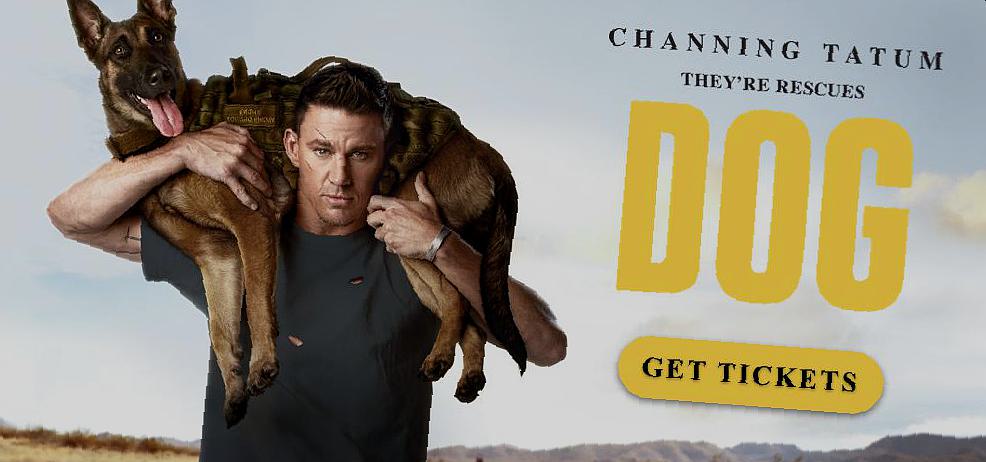 CHANNING TATUM
THEY'RE RESCUES
DOG
GET TICKETS